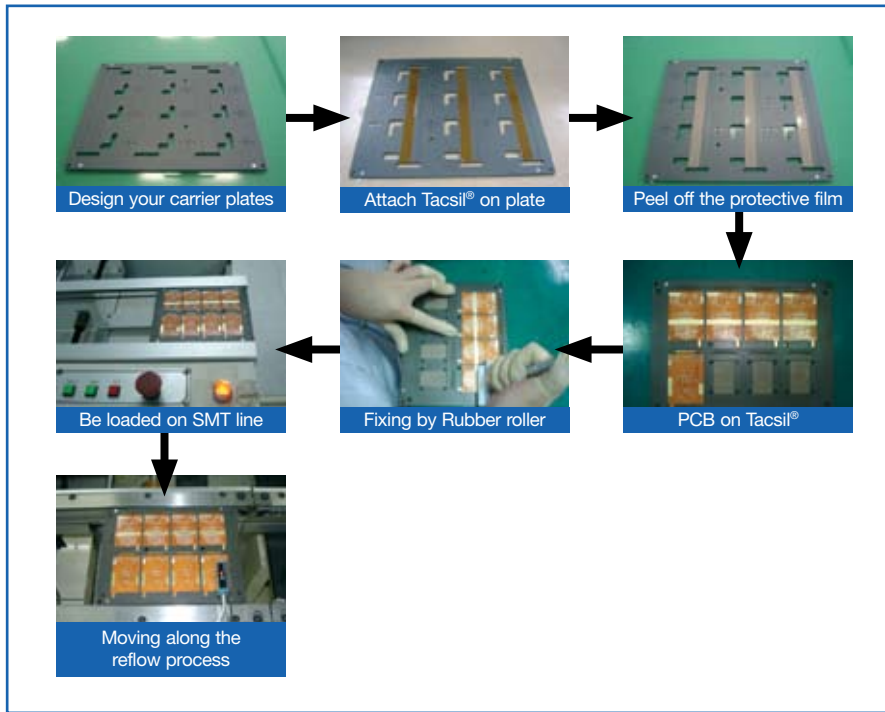 Design your carrier plates
Attach Tacsil® on plate
Peel off the protective film
PCB on Tacsil®
Fixing by Rubber roller
Be loaded on SMT line
Moving along the
reflow process